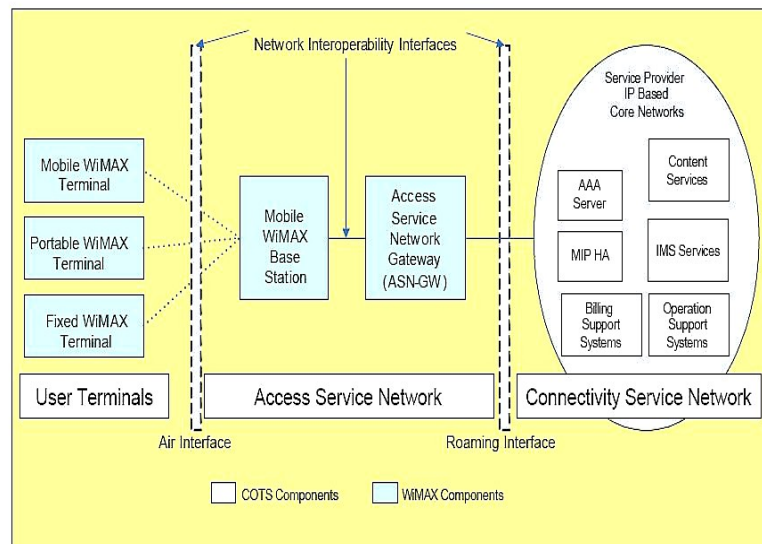 Network Interoperability Interfaces
Service Provider
IP Based
Core Networks
Mobile WiMAX
Terminal
Portable WiMAX
Terminal
Fixed WiMAX
Terminal
Mobile
WiMAX
Base
Station
Access
Service
Network
Gateway
(ASN-GW)
AAA
Server
Content
Services
MIP HA
IMS Services
Billing
Support
Systems
Operation
Support
Systems
User Terminals
Access Service Network
Connectivity Service Network
Air Interface
Roaming Interface
COTS Components
WiMAX Components